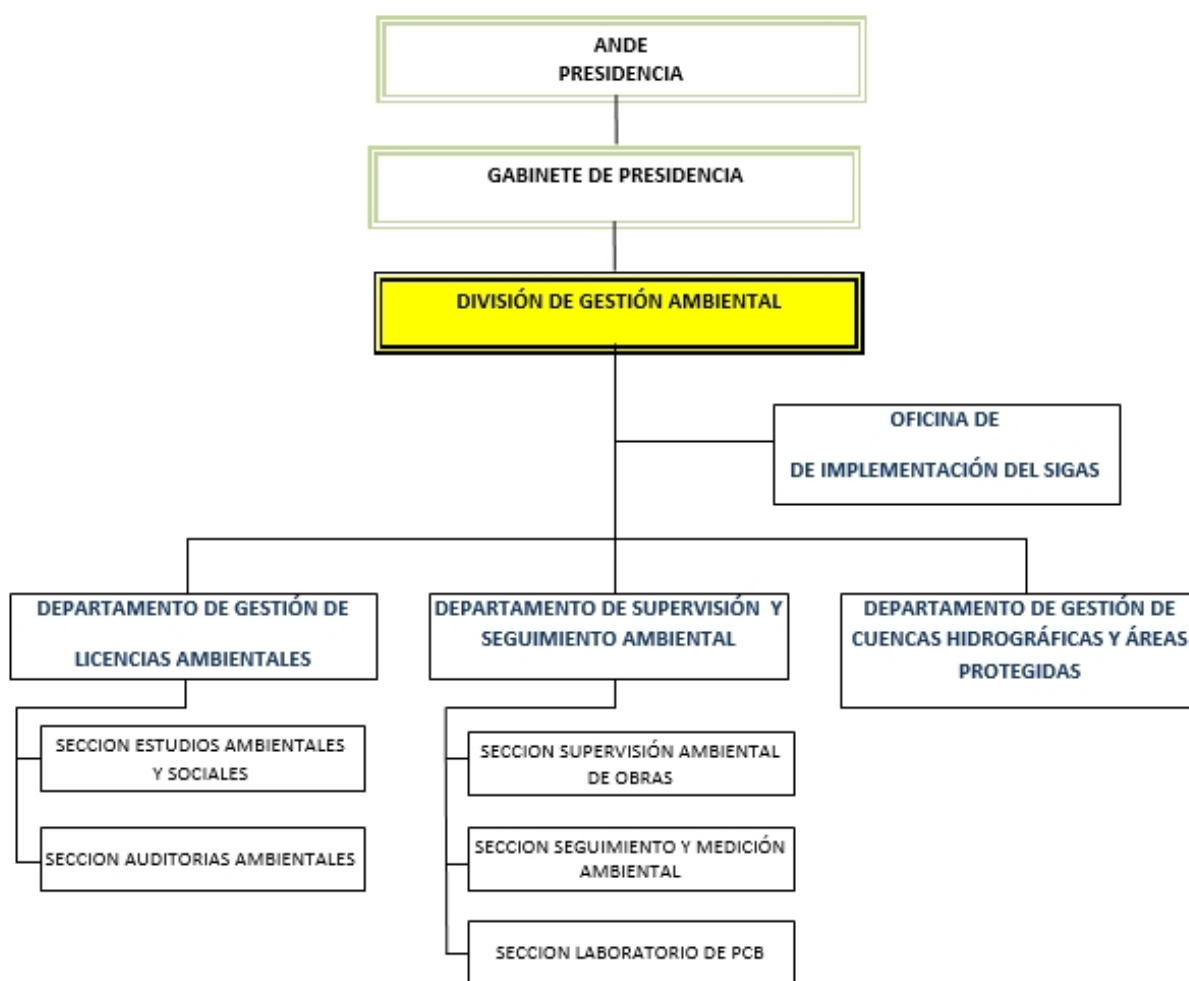 ANDE
PRESIDENCIA
GABINETE DE PRESIDENCIA
DIVISIÓN DE GESTIÓN AMBIENTAL
OFICINA DE
DE IMPLEMENTACIÓN DEL SIGAS
DEPARTAMENTO DE GESTIÓN DE
LICENCIAS AMBIENTALES
DEPARTAMENTO DE SUPERVISIÓN Y
SEGUIMIENTO AMBIENTAL
DEPARTAMENTO DE GESTIÓN DE
CUENCAS HIDROGRÁFICAS Y ÁREAS
PROTEGIDAS
SECCION ESTUDIOS AMBIENTALES
Y SOCIALES
SECCION AUDITORIAS AMBIENTALES
SECCION SUPERVISIÓN AMBIENTAL
DE OBRAS
SECCION SEGUIMIENTO Y MEDICIÓN
AMBIENTAL
SECCION LABORATORIO DE PCB